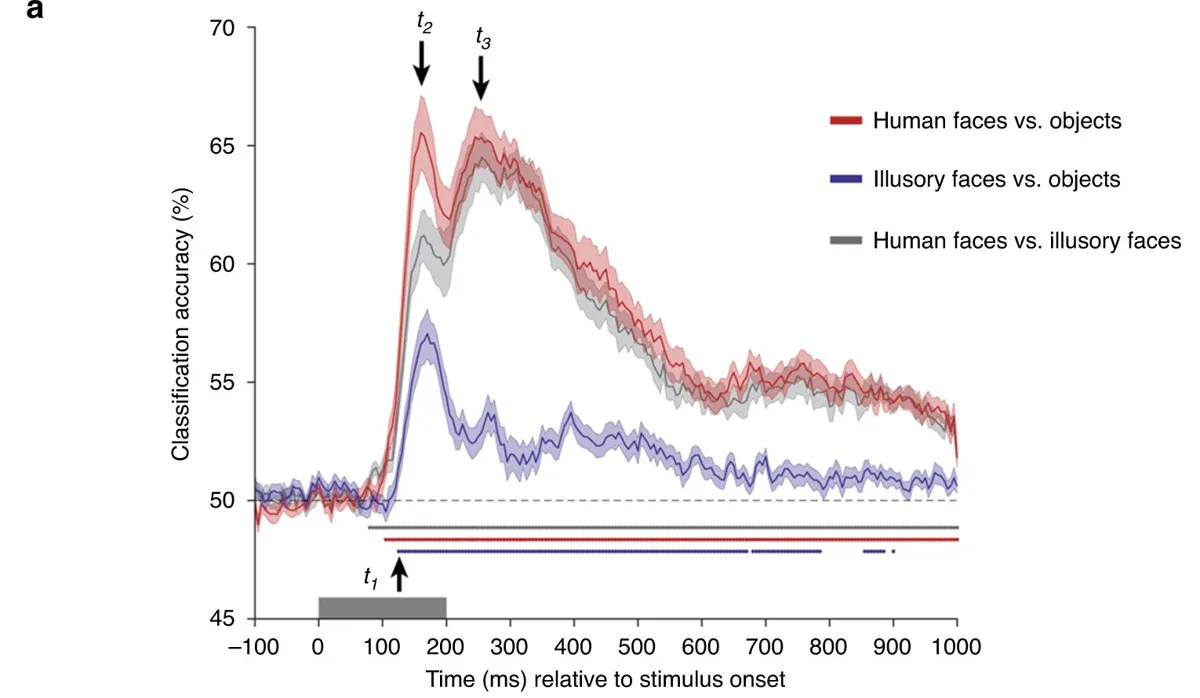 a
t2
t3
70
65
60
55
50
45
Classification accuracy (%)
Human faces vs. objects
Illusory faces vs. objects
Human faces vs. illusory faces
t1
–100 0 100 200 300 400 500 600 700 800 900 1000
Time (ms) relative to stimulus onset